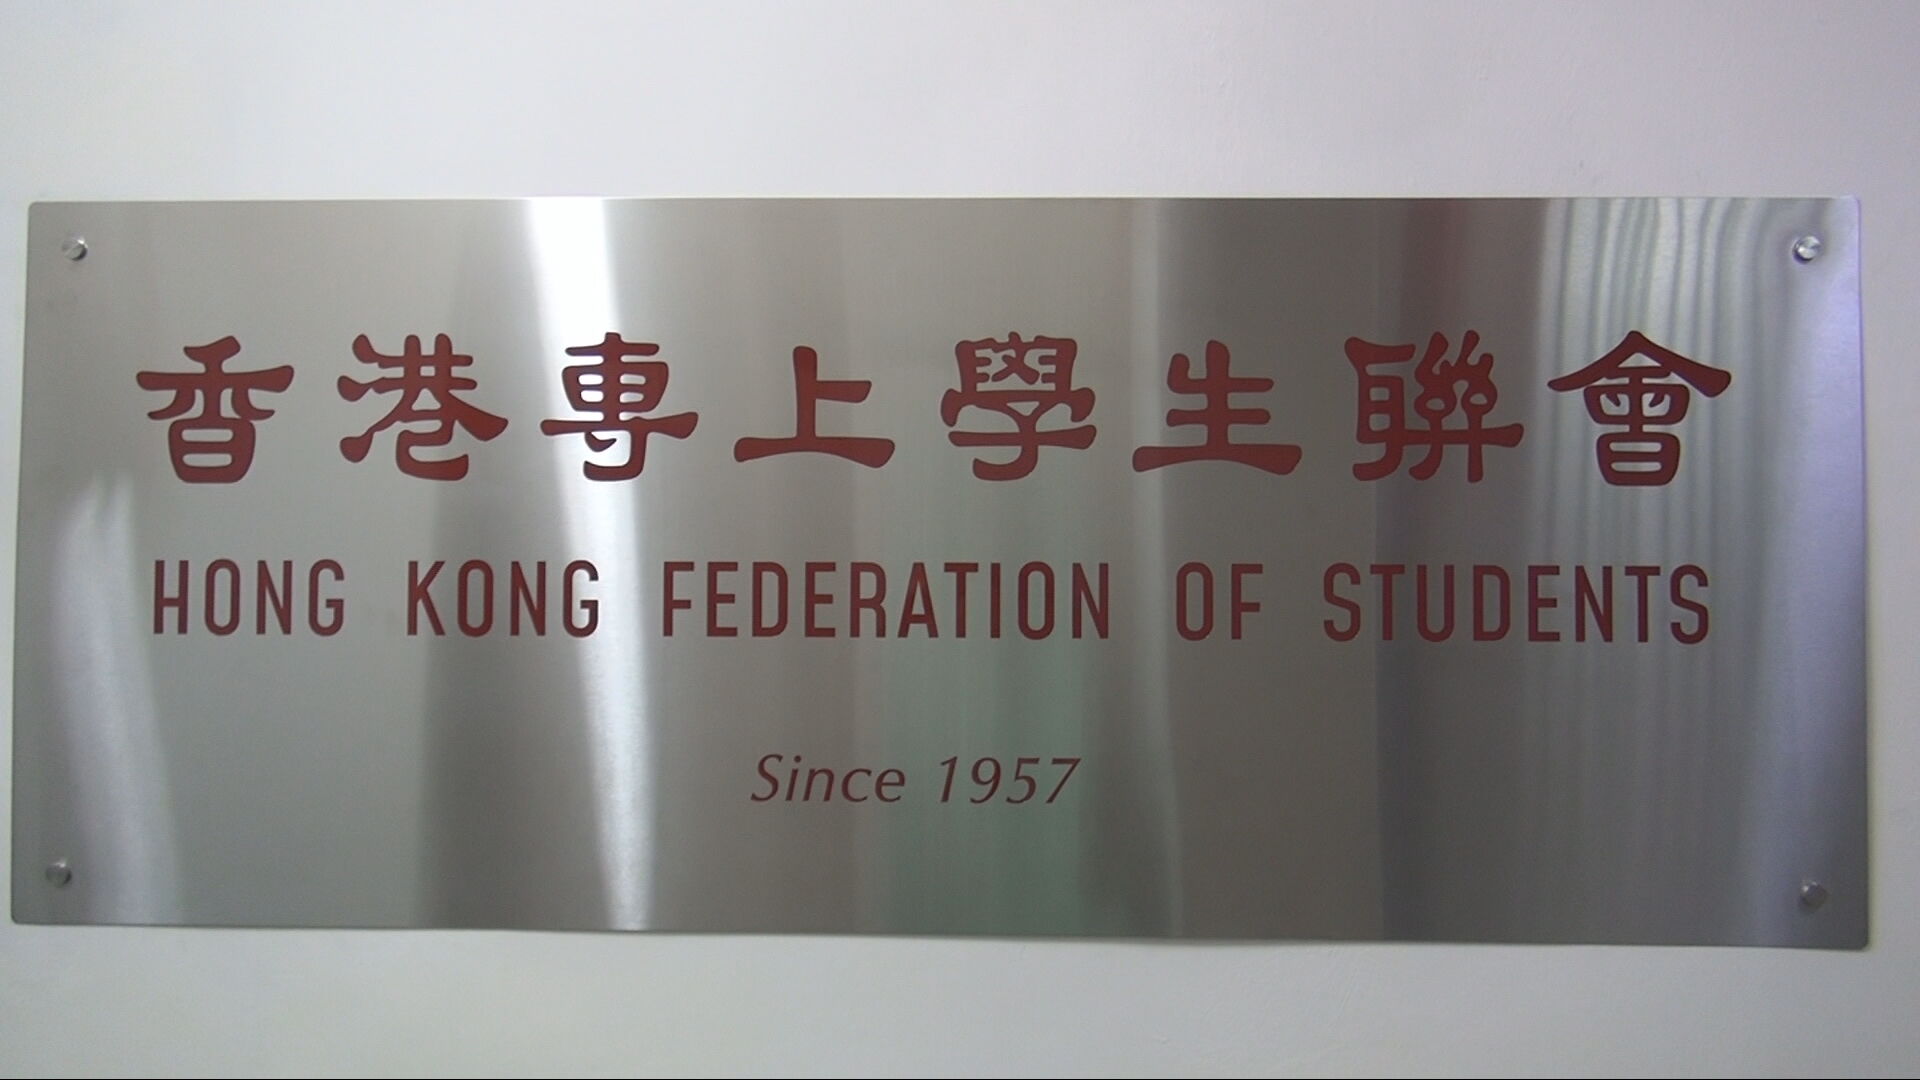 香港專上學生聯會
HONG KONG FEDERATION OF STUDENTS
Since 1957